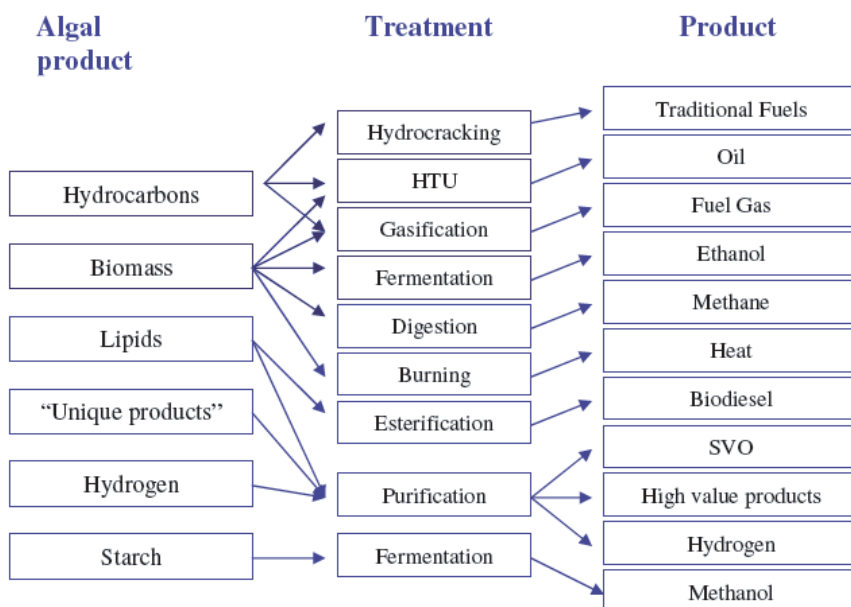 Algal
product
Treatment
Product
Hydrocarbons
Biomass
Lipids
“Unique products”
Hydrogen
Starch
Hydrocracking
HTU
Gasification
Fermentation
Digestion
Burning
Esterification
Purification
Fermentation
Traditional Fuels
Oil
Fuel Gas
Ethanol
Methane
Heat
Biodiesel
SVO
High value products
Hydrogen
Methanol